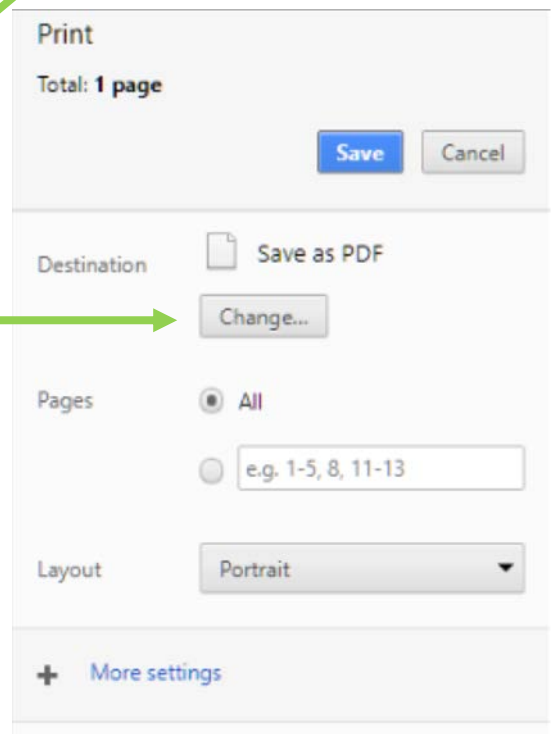 Print
Total: 1 page
Save Cancel
Destination Save as PDF
Change...
Pages All
e.g. 1-5, 8, 11-13
Layout Portrait
+ More settings